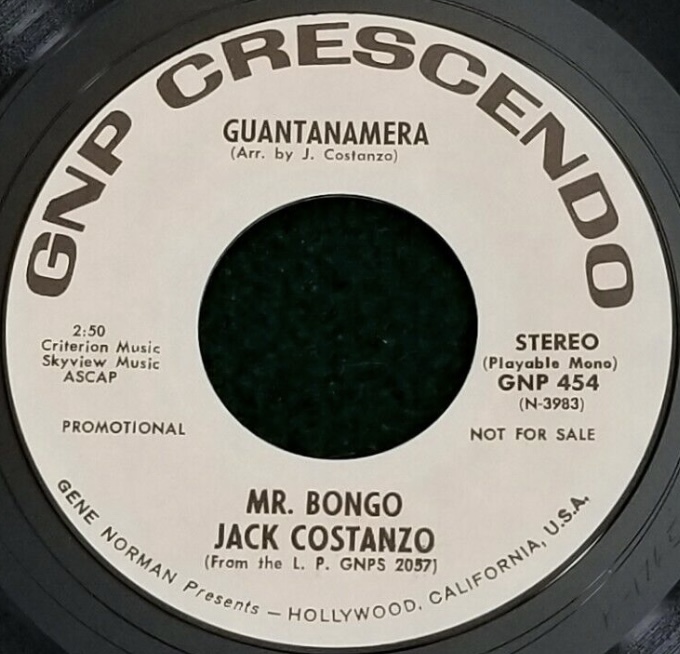 GNP CRESCENDO
GUANTANAMERA
(Arr. by J. Costanzo)
2:50
Criterion Music
Skyview Music
ASCAP
PROMOTIONAL
STEREO
(Playable Mono)
GNP 454
(N-3983)
NOT FOR SALE
MR. BONGO
JACK COSTANZO
(From the L. P. GNPS 2057)
GENE NORMAN Presents – HOLLYWOOD, CALIFORNIA, U.S.A.